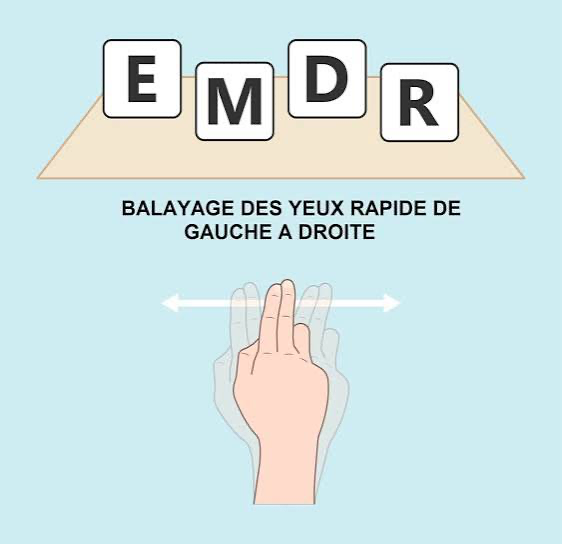 EMDR
BALAYAGE DES YEUX RAPIDE DE
GAUCHE A DROITE